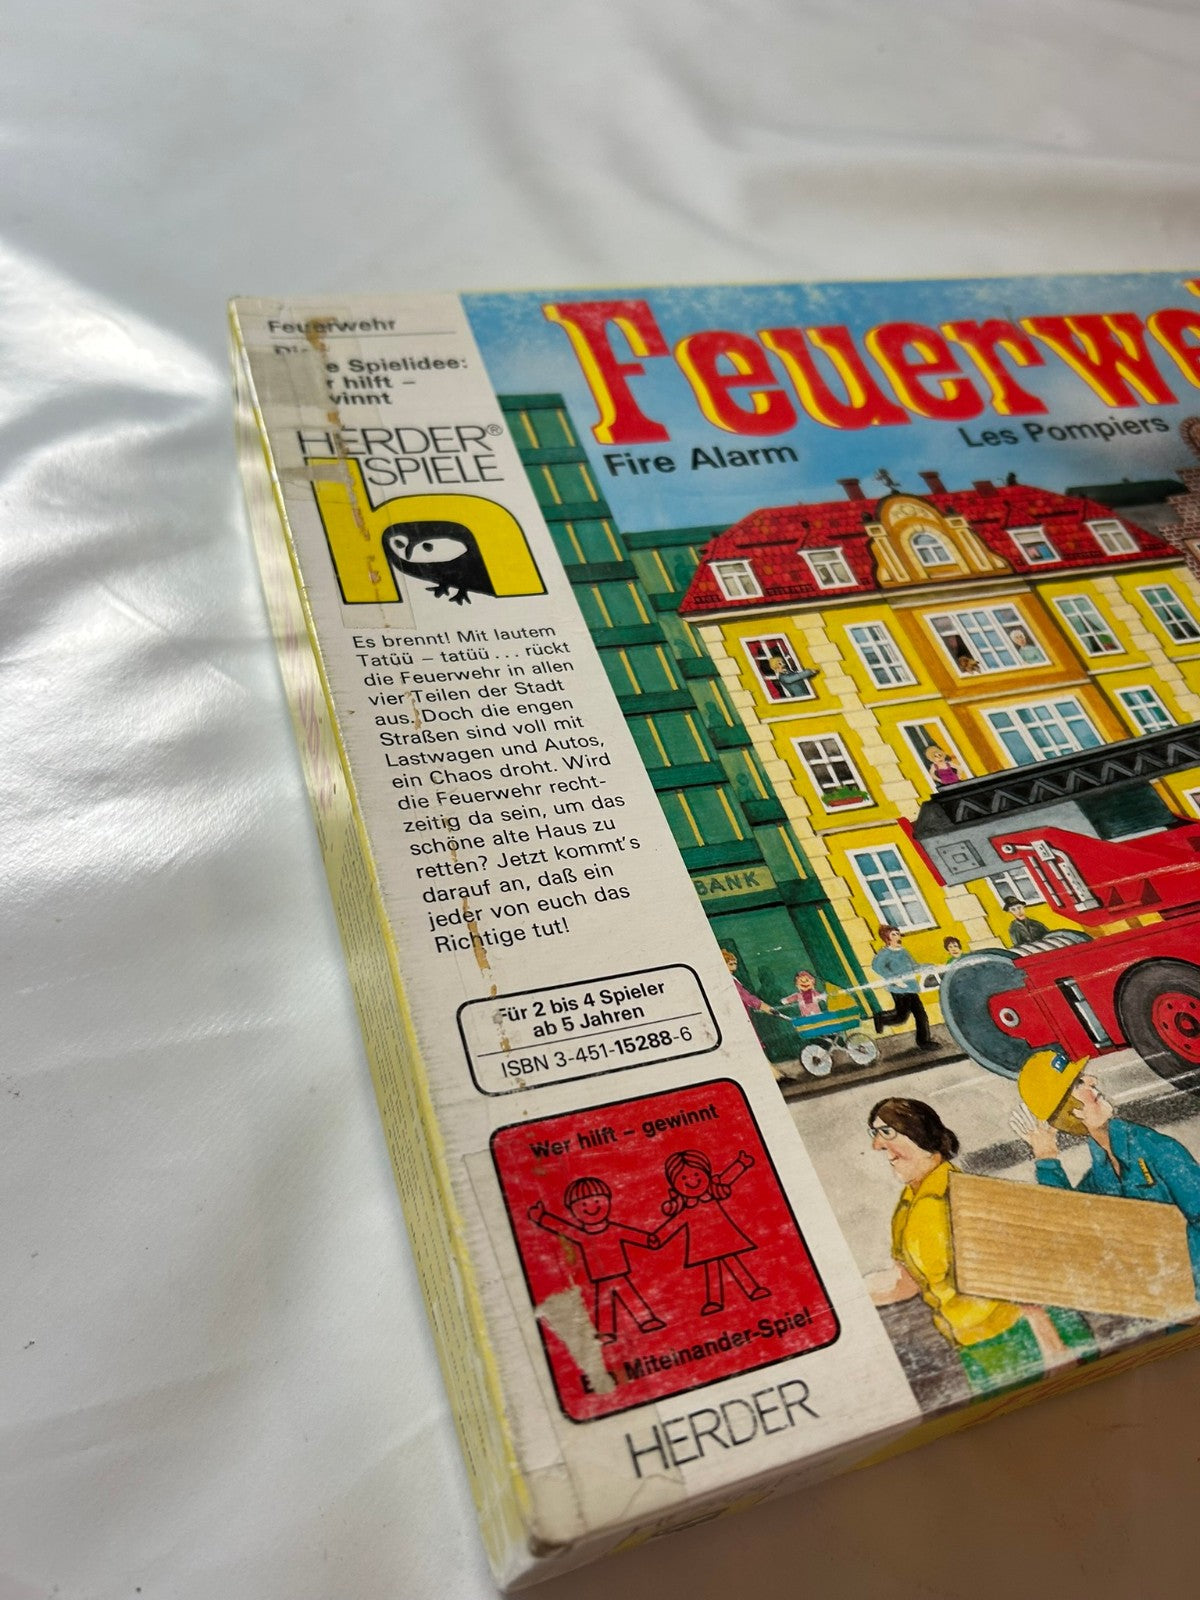 Feuerwehr
Spielidee:
hilft –
HERDER®
SPIELE
Es brennt! Mit lautem
Tatüü – tatüü ... rückt
die Feuerwehr in allen
vier Teilen der Stadt
aus. Doch die engen
Straßen sind voll mit
Lastwagen und Autos,
ein Chaos droht. Wird
die Feuerwehr recht-
zeitig da sein, um das
schöne alte Haus zu
retten? Jetzt kommt's
darauf an, daß ein
jeder von euch das
Richtige tut!
Für 2 bis 4 Spieler
ab 5 Jahren
ISBN 3-451-15288-6
Wer hilft – gewinnt
Miteinander-Spiel
HERDER
Feuerwe
Fire Alarm
Les Pompiers
BANK